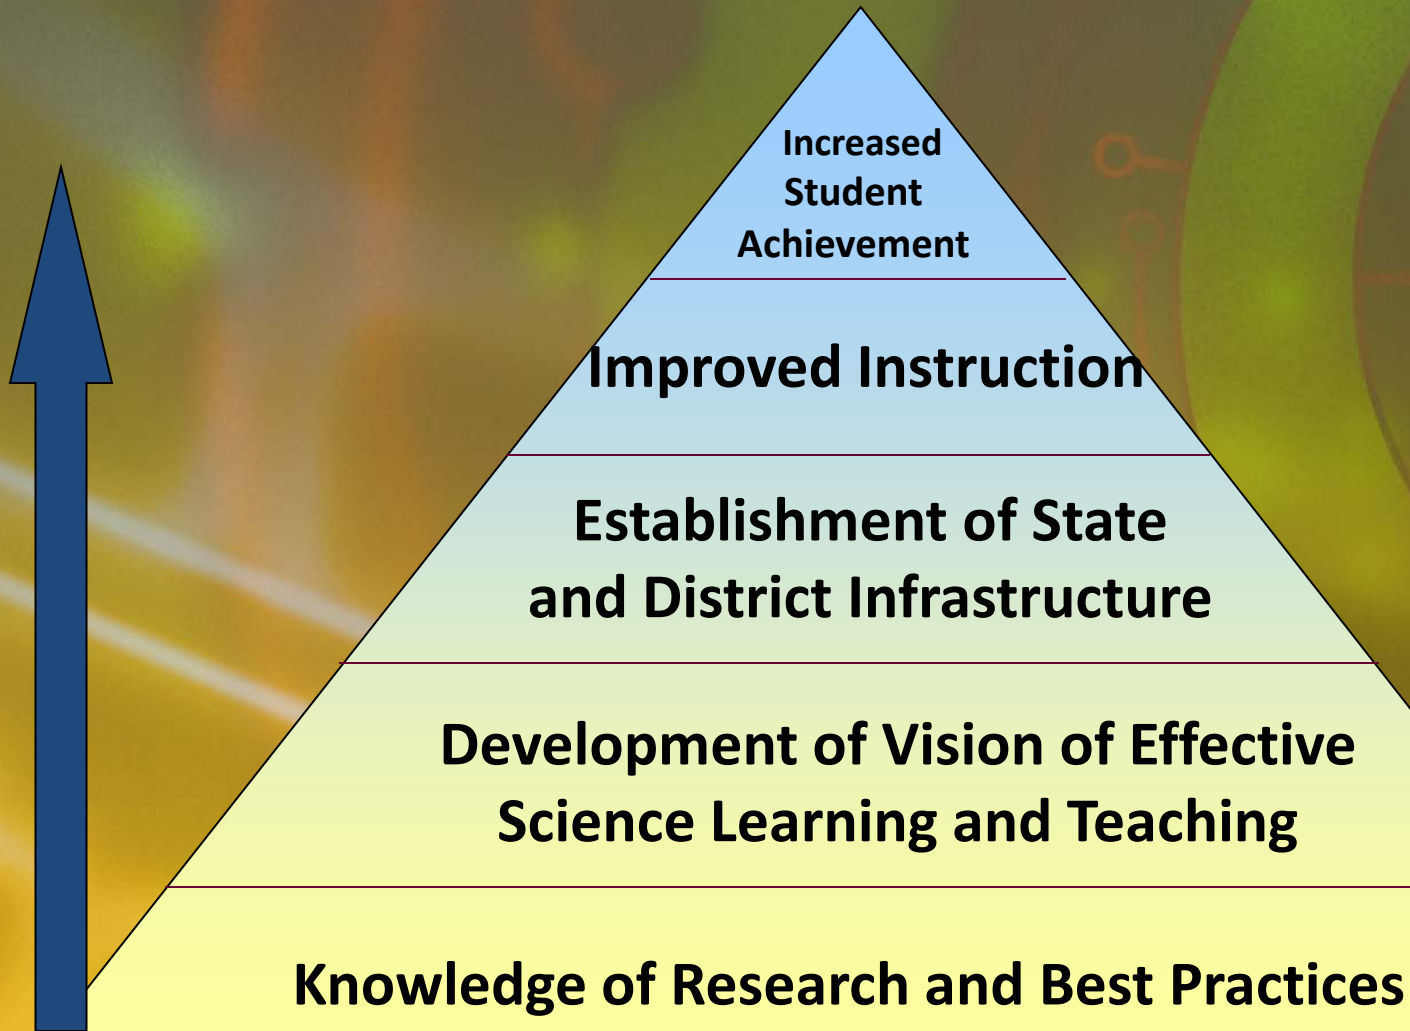 Increased
Student
Achievement
Improved Instruction
Establishment of State
and District Infrastructure
Development of Vision of Effective
Science Learning and Teaching
Knowledge of Research and Best Practices